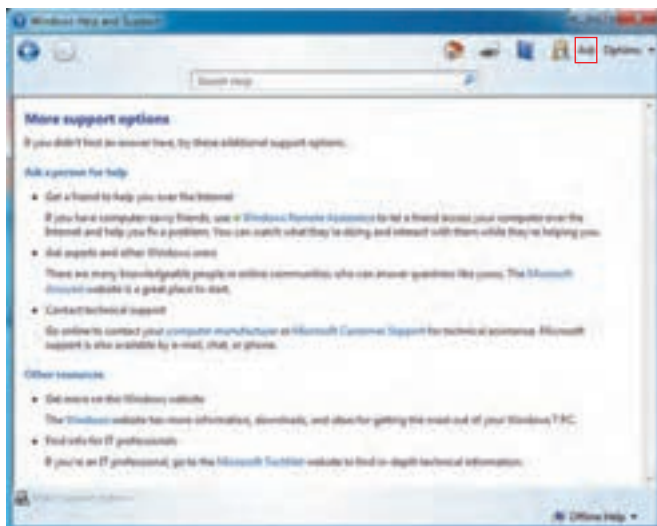 Windows Help and Support
Ask Options
Search Help
More support options
If you didn't find an answer here, try these additional support options.
Ask a person for help
Get a friend to help you over the Internet
If you have computer-savvy friends, use Windows Remote Assistance to let a friend access your computer over the
Internet and help you fix a problem. You can watch what they're doing and interact with them while they're helping you.
Ask experts and other Windows users
There are many knowledgeable people in online communities who can answer questions like yours. The Microsoft
Answers website is a great place to start.
Contact technical support
Go online to contact your computer manufacturer or Microsoft Customer Support for technical assistance. Microsoft
support is also available by e-mail, chat, or phone.
Other resources
Get more on the Windows website
The Windows website has more information, downloads, and ideas for getting the most out of your Windows 7 PC.
Find info for IT professionals
If you're an IT professional, go to the Microsoft TechNet website to find in-depth technical information.
Offline Help